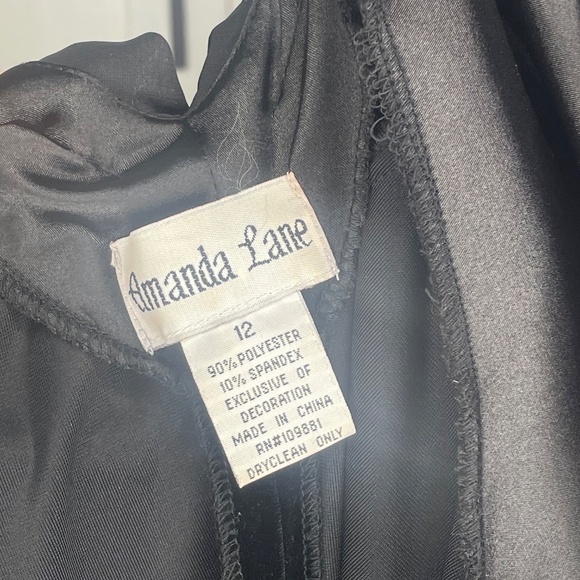 Amanda Lane
12
90% POLYESTER
10% SPANDEX
EXCLUSIVE OF
DECORATION
MADE IN CHINA
RN#109881
DRYCLEAN ONLY